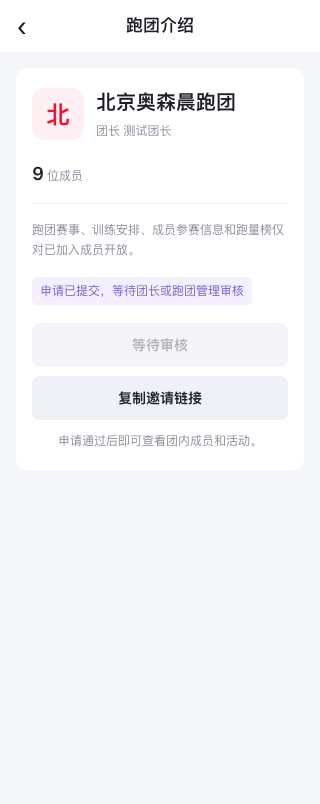 ‹ 跑团介绍
北
北京奥森晨跑团
团长 测试团长
9 位成员
跑团赛事、训练安排、成员参赛信息和跑量榜仅
对已加入成员开放。
申请已提交，等待团长或跑团管理审核
等待审核
复制邀请链接
申请通过后即可查看团内成员和活动。